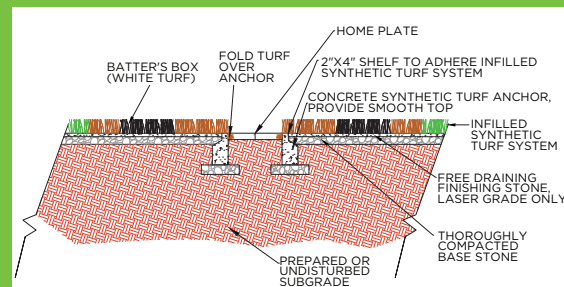 HOME PLATE
FOLD TURF
OVER
ANCHOR
BATTER'S BOX
(WHITE TURF)
2"X4" SHELF TO ADHERE INFILLED
SYNTHETIC TURF SYSTEM
CONCRETE SYNTHETIC TURF ANCHOR,
PROVIDE SMOOTH TOP
INFILLED
SYNTHETIC
TURF SYSTEM
FREE DRAINING
FINISHING STONE,
LASER GRADE ONLY
THOROUGHLY
COMPACTED
BASE STONE
PREPARED OR
UNDISTURBED
SUBGRADE